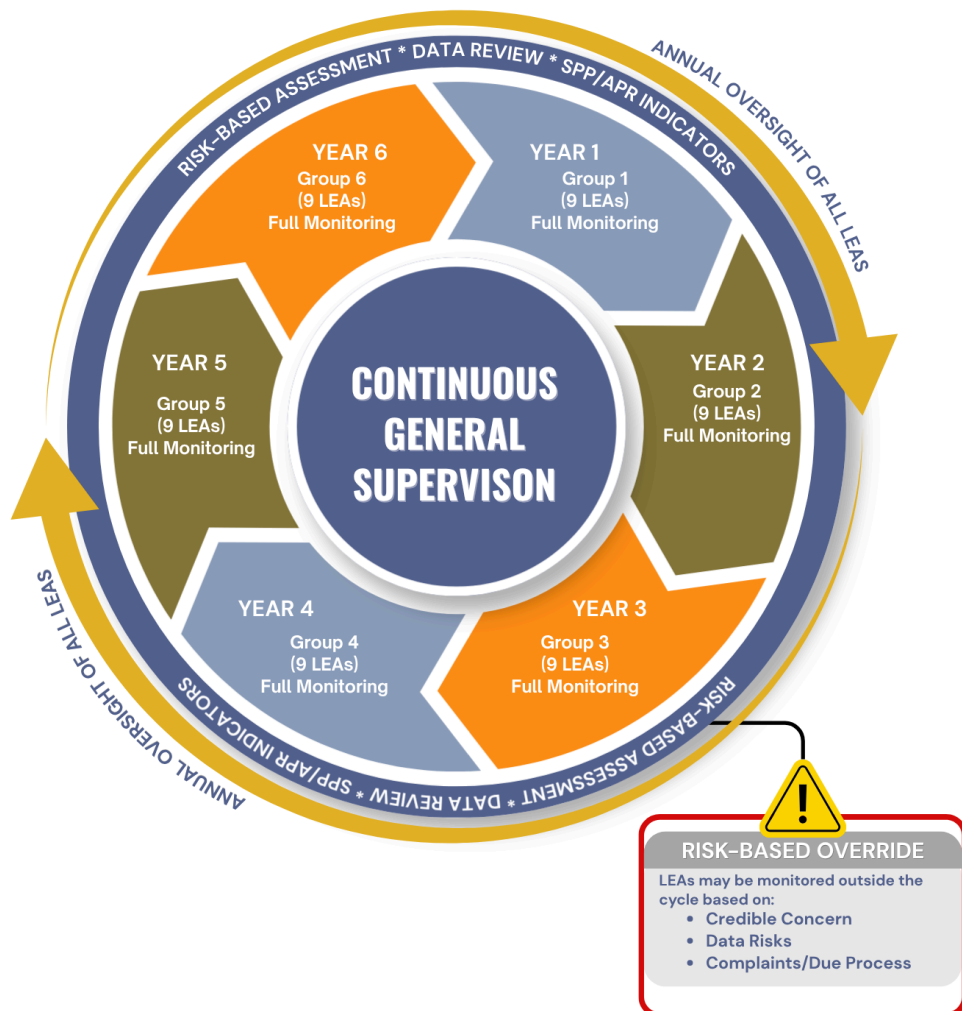 ANNUAL OVERSIGHT OF ALL LEAS
RISK-BASED ASSESSMENT * DATA REVIEW * SPP/APR INDICATORS
YEAR 1
Group 1
(9 LEAs)
Full Monitoring
YEAR 2
Group 2
(9 LEAs)
Full Monitoring
YEAR 3
Group 3
(9 LEAs)
Full Monitoring
YEAR 4
Group 4
(9 LEAs)
Full Monitoring
YEAR 5
Group 5
(9 LEAs)
Full Monitoring
YEAR 6
Group 6
(9 LEAs)
Full Monitoring
CONTINUOUS
GENERAL
SUPERVISON
RISK-BASED ASSESSMENT * DATA REVIEW * SPP/APR INDICATORS
ANNUAL OVERSIGHT OF ALL LEAS
!
RISK-BASED OVERRIDE
LEAs may be monitored outside the
cycle based on:
• Credible Concern
• Data Risks
• Complaints/Due Process